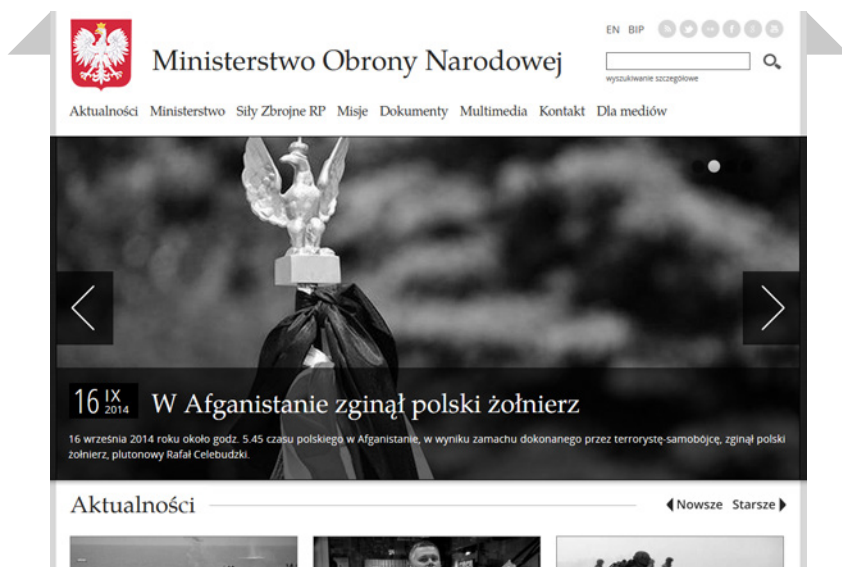 EN BIP
Ministerstwo Obrony Narodowej
wyszukiwanie szczegółowe
Aktualności Ministerstwo Siły Zbrojne RP Misje Dokumenty Multimedia Kontakt Dla mediów
16 IX 2014
W Afganistanie zginął polski żołnierz
16 września 2014 roku około godz. 5.45 czasu polskiego w Afganistanie, w wyniku zamachu dokonanego przez terrorystę-samobójcę, zginął polski
żołnierz, plutonowy Rafał Celebudzki.
Aktualności
Nowsze Starsze